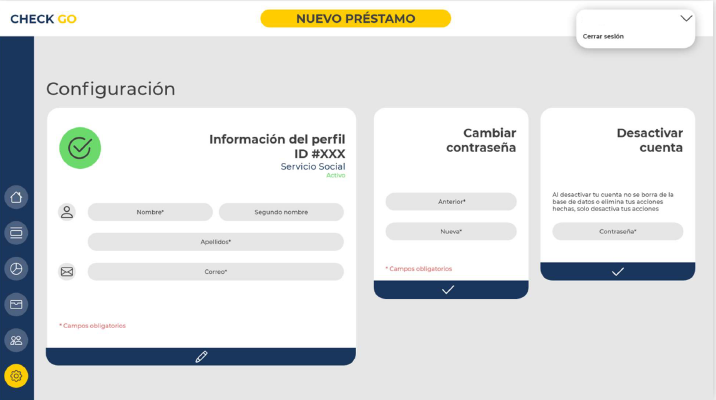 CHECK GO
NUEVO PRÉSTAMO
Cerrar sesión
Configuración
Información del perfil
ID #XXX
Servicio Social
Activo
Nombre*
Segundo nombre
Apellidos*
Correo*
* Campos obligatorios
Cambiar
contraseña
Anterior*
Nueva*
* Campos obligatorios
Desactivar
cuenta
Al desactivar tu cuenta no se borra de la
base de datos o elimina tus acciones
hechas, solo desactiva tus acciones
Contraseña*